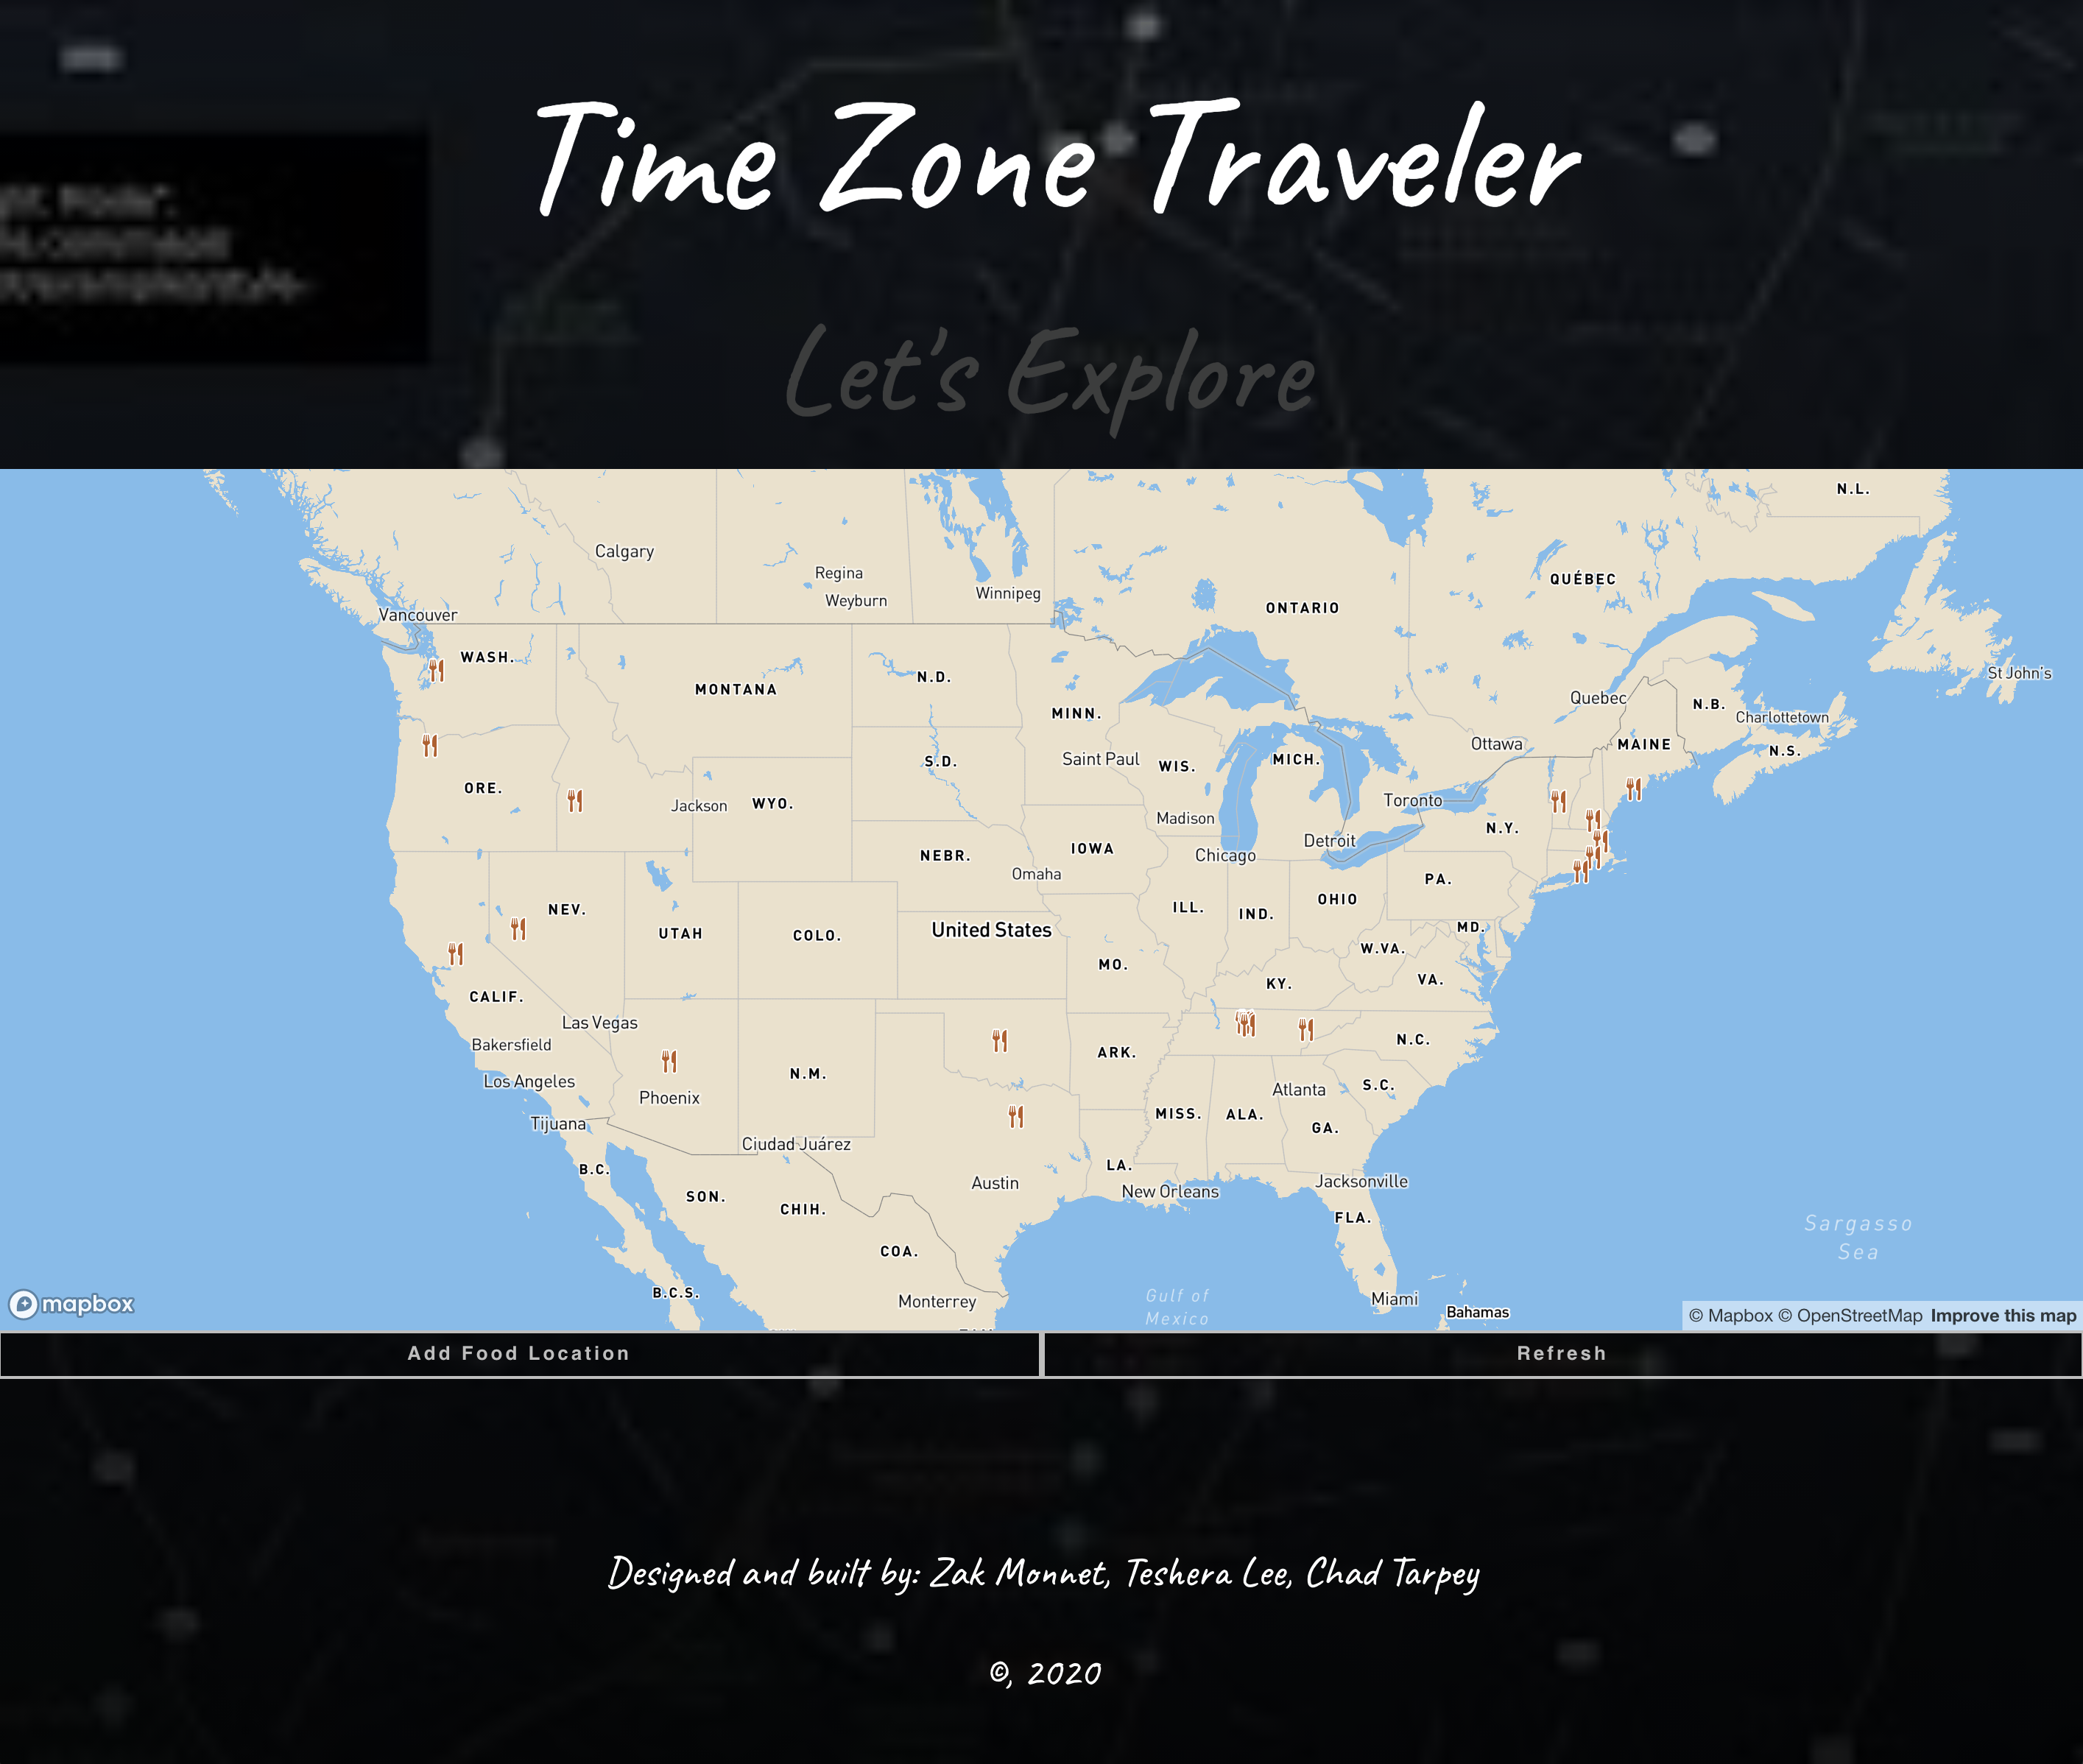 Time Zone Traveler
Let's Explore
N.L.
Calgary
Regina
QUÉBEC
Winnipeg
Weyburn
ONTARIO
Vancouver
WASH.
St John's
N.D.
MONTANA
Quebec
N.B.
MINN.
Charlottetown
Ottawa
MAINE
N.S.
Saint Paul
MICH.
S.D.
WIS.
ORE.
Toronto
WYO.
Jackson
Madison
N.Y.
Detroit
IOWA
NEBR.
Chicago
Omaha
PA.
OHIO
ILL.
NEV.
IND.
MD.
United States
UTAH
COLO.
W.VA.
MO.
VA.
KY.
CALIF.
Las Vegas
N.C.
Bakersfield
ARK.
N.M.
Los Angeles
S.C.
Atlanta
Phoenix
MISS.
ALA.
Tijuana
GA.
Ciudad Juárez
LA.
B.C.
Jacksonville
Austin
New Orleans
SON.
CHIH.
FLA.
Sargasso
Sea
COA.
B.C.S.
Gulf of
Mexico
Miami
Monterrey
Bahamas
mapbox
© Mapbox © OpenStreetMap Improve this map
Add Food Location
Refresh
Designed and built by: Zak Monnet, Teshera Lee, Chad Tarpey
©, 2020